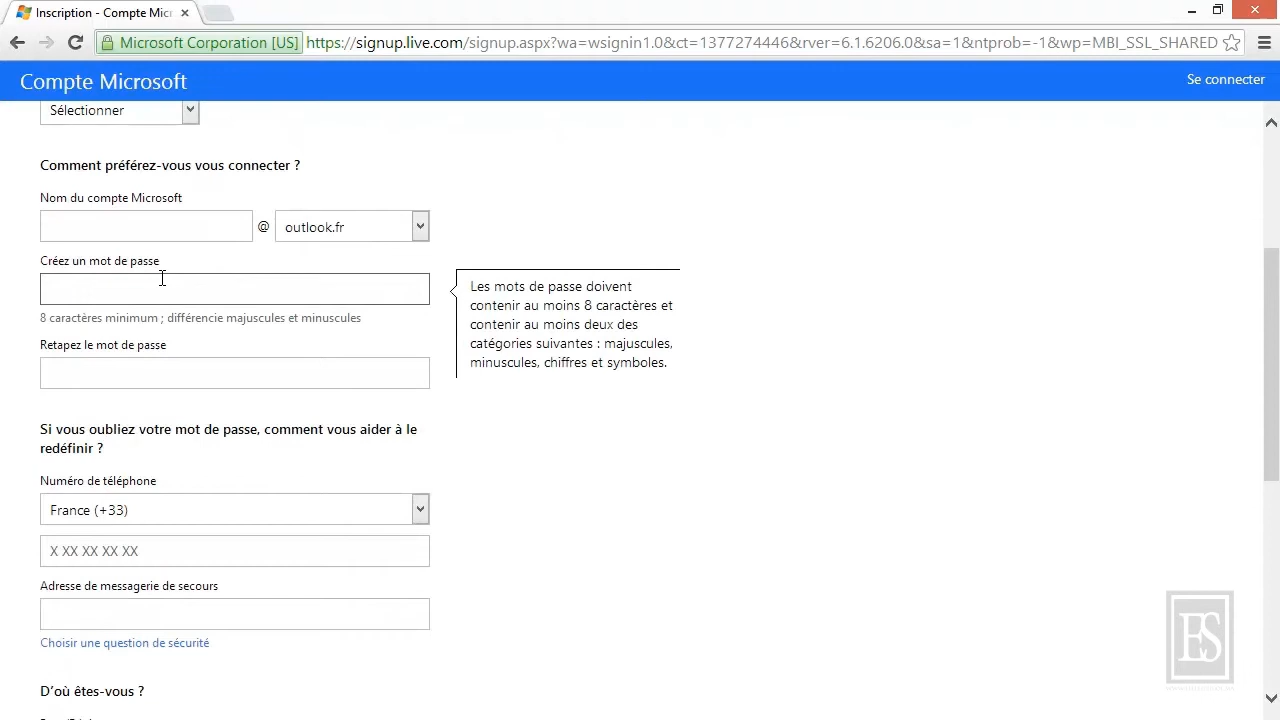 Inscription - Compte Micr
Microsoft Corporation [US] https://signup.live.com/signup.aspx?wa=wsignin1.0&ct=1377274446&rver=6.1.6206.0&sa=1&ntprob=-1&wp=MBI_SSL_SHARED
Compte Microsoft
Se connecter
Sélectionner
Comment préférez-vous vous connecter ?
Nom du compte Microsoft
@ outlook.fr
Créez un mot de passe
8 caractères minimum ; différencie majuscules et minuscules
Les mots de passe doivent
contenir au moins 8 caractères et
contenir au moins deux des
catégories suivantes : majuscules,
minuscules, chiffres et symboles.
Retapez le mot de passe
Si vous oubliez votre mot de passe, comment vous aider à le
redéfinir ?
Numéro de téléphone
France (+33)
X XX XX XX XX
Adresse de messagerie de secours
Choisir une question de sécurité
D'où êtes-vous ?